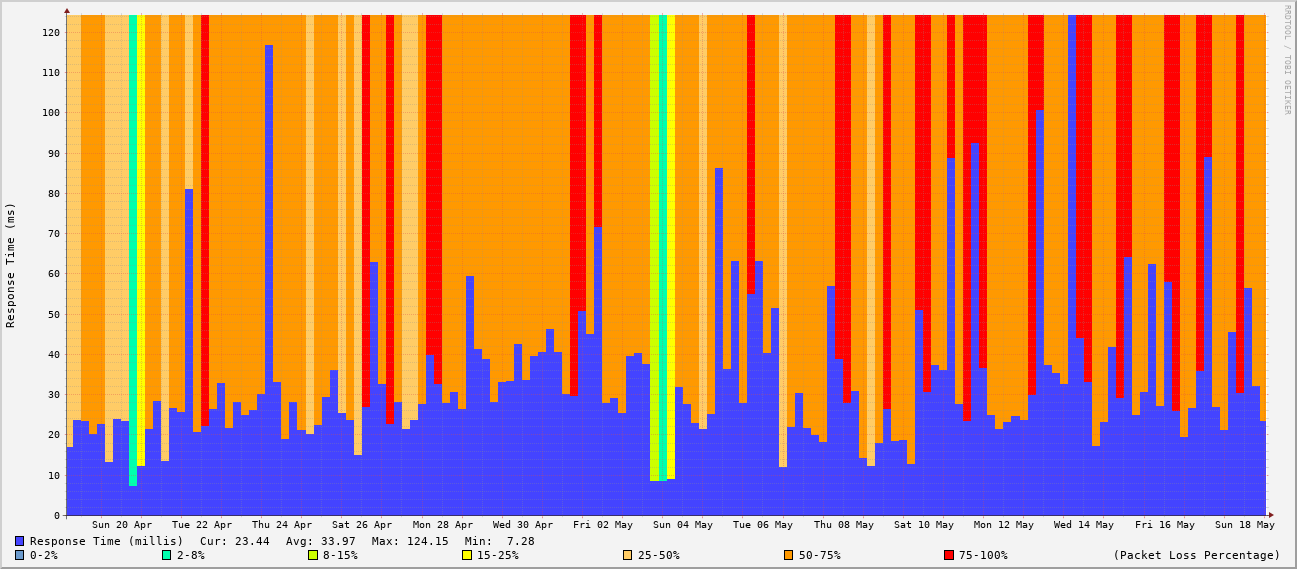 RRDTOOL / TOBI OETIKER
Response Time (ms)
120
110
100
90
80
70
60
50
40
30
20
10
0
Sun 20 Apr Tue 22 Apr Thu 24 Apr Sat 26 Apr Mon 28 Apr Wed 30 Apr Fri 02 May Sun 04 May Tue 06 May Thu 08 May Sat 10 May Mon 12 May Wed 14 May Fri 16 May Sun 18 May
Response Time (millis) Cur: 23.44 Avg: 33.97 Max: 124.15 Min: 7.28
0-2% 2-8% 8-15% 15-25% 25-50% 50-75% 75-100% (Packet Loss Percentage)